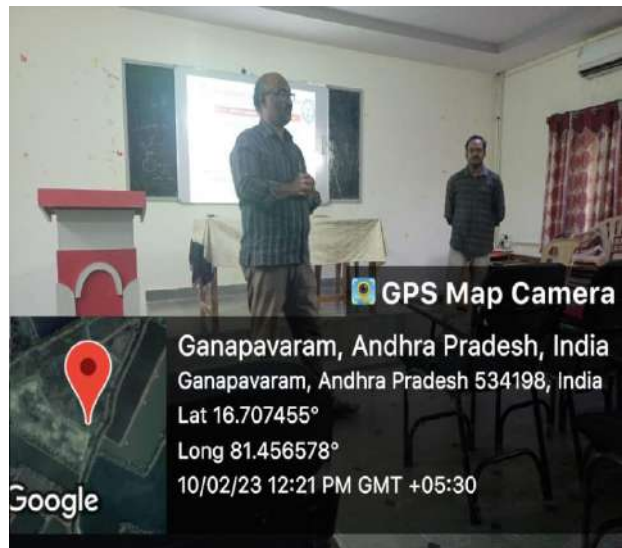 GPS Map Camera
Ganapavaram, Andhra Pradesh, India
Ganapavaram, Andhra Pradesh 534198, India
Lat 16.707455°
Long 81.456578°
10/02/23 12:21 PM GMT +05:30
Google